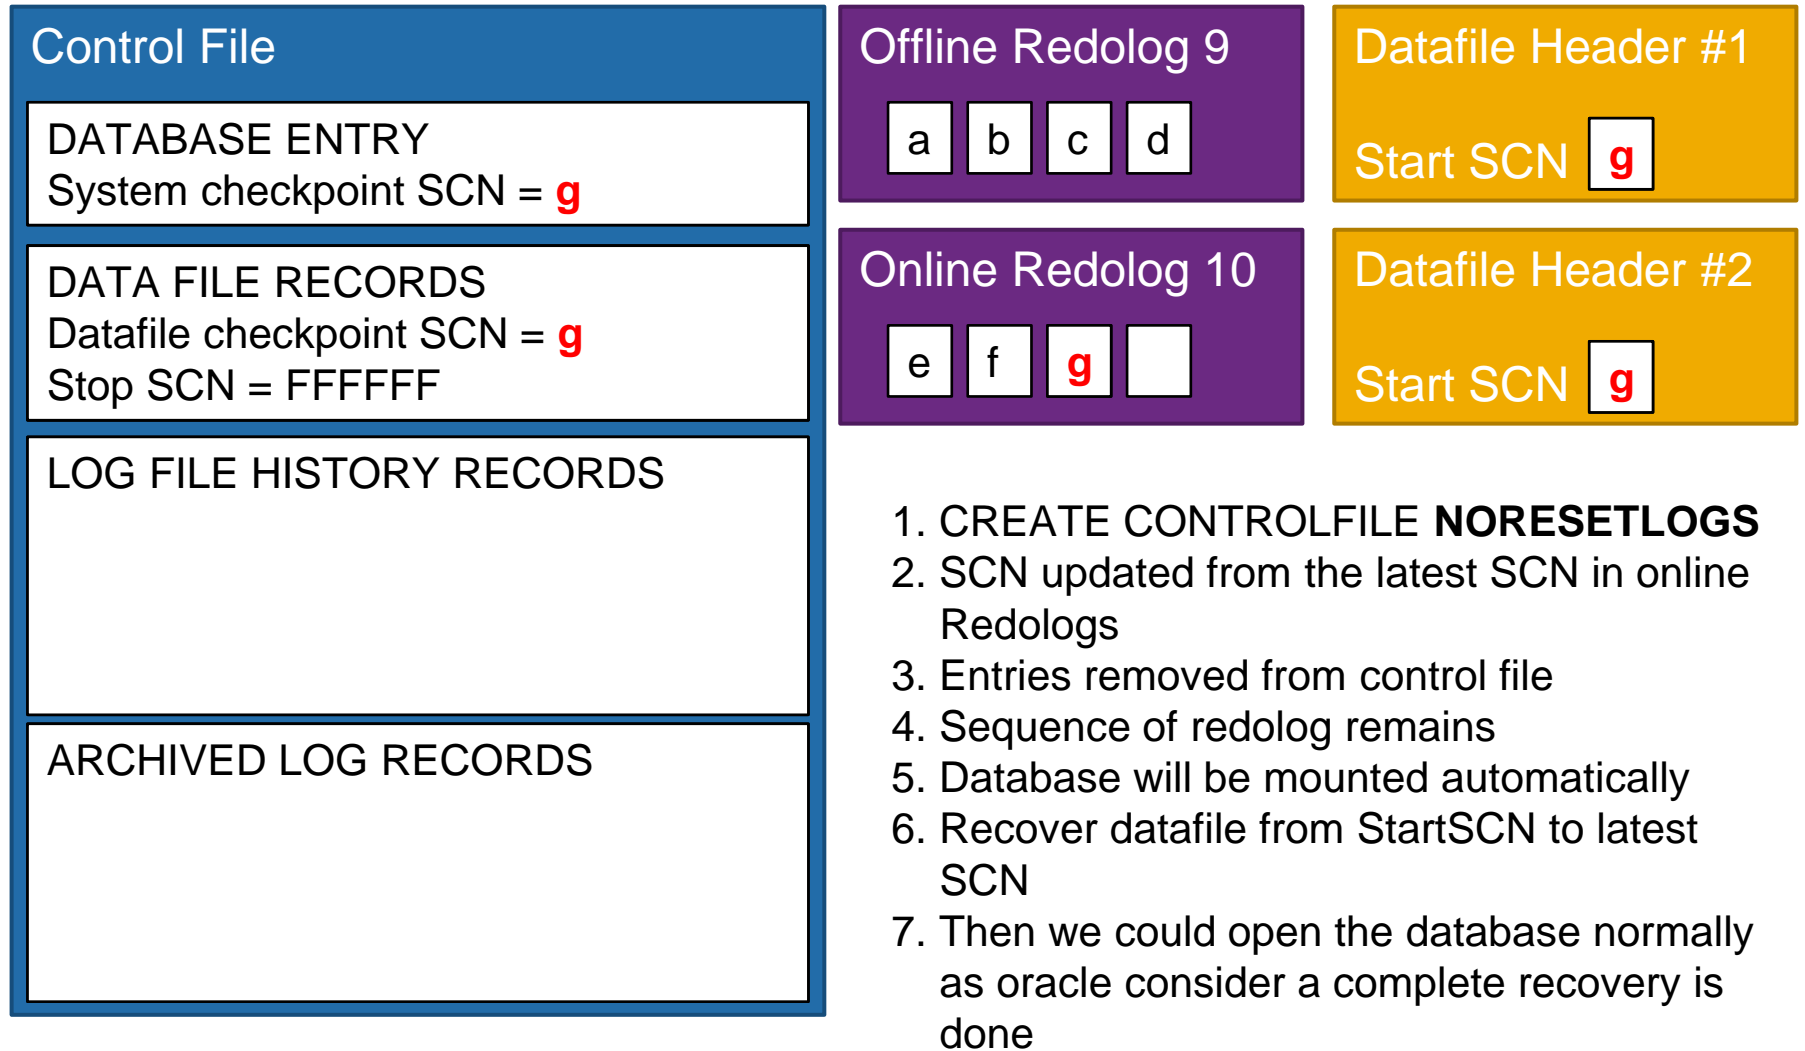 Control File
DATABASE ENTRY
System checkpoint SCN = g
DATA FILE RECORDS
Datafile checkpoint SCN = g
Stop SCN = FFFFFF
LOG FILE HISTORY RECORDS
ARCHIVED LOG RECORDS
Offline Redolog 9
a b c d
Online Redolog 10
e f g
Datafile Header #1
Start SCN g
Datafile Header #2
Start SCN g
1. CREATE CONTROLFILE NORESETLOGS
2. SCN updated from the latest SCN in online
Redologs
3. Entries removed from control file
4. Sequence of redolog remains
5. Database will be mounted automatically
6. Recover datafile from StartSCN to latest
SCN
7. Then we could open the database normally
as oracle consider a complete recovery is
done